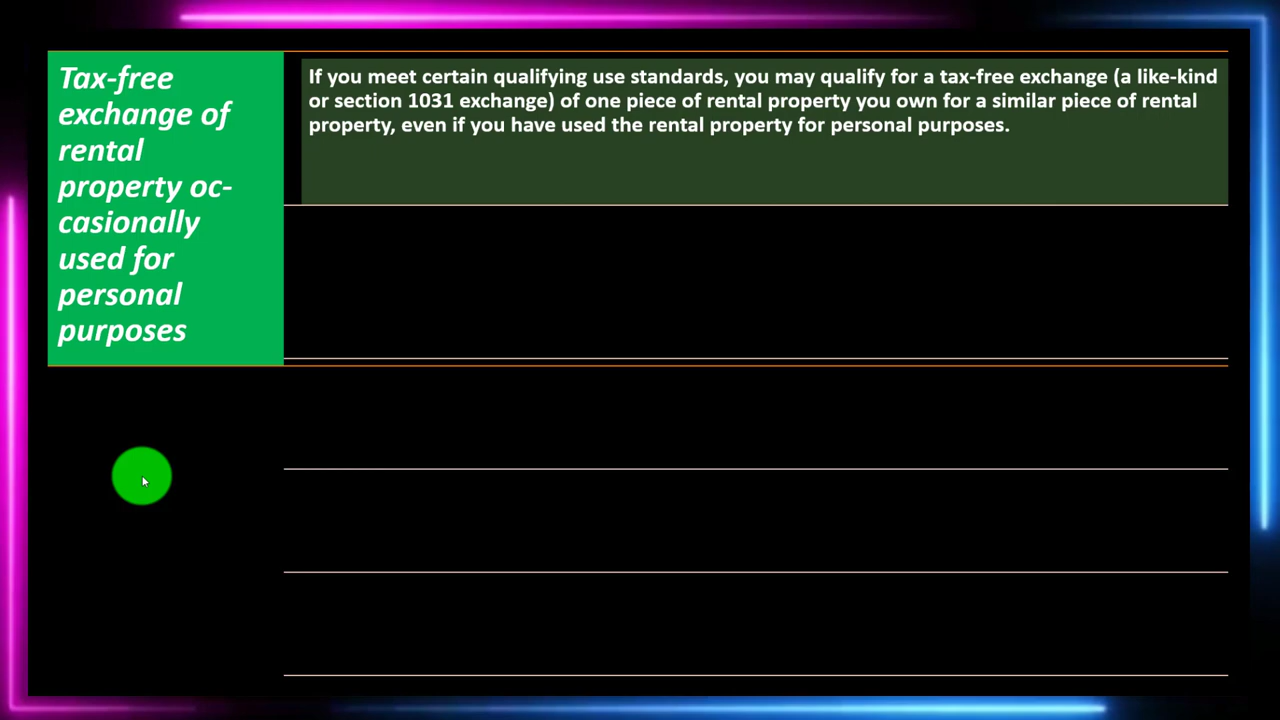 Tax-free
exchange of
rental
property oc-
casionally
used for
personal
purposes
If you meet certain qualifying use standards, you may qualify for a tax-free exchange (a like-kind
or section 1031 exchange) of one piece of rental property you own for a similar piece of rental
property, even if you have used the rental property for personal purposes.